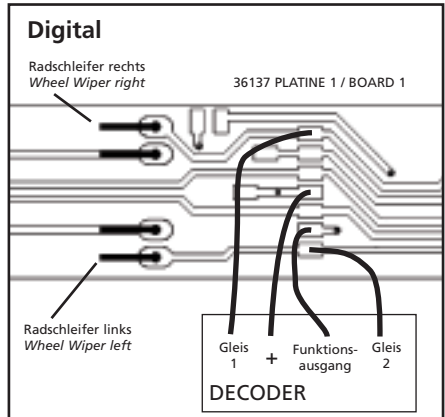 Digital
Radschleifer rechts
Wheel Wiper right
36137 PLATINE 1 / BOARD 1
Radschleifer links
Wheel Wiper left
Gleis
1
+
Funktions-
ausgang
Gleis
2
DECODER